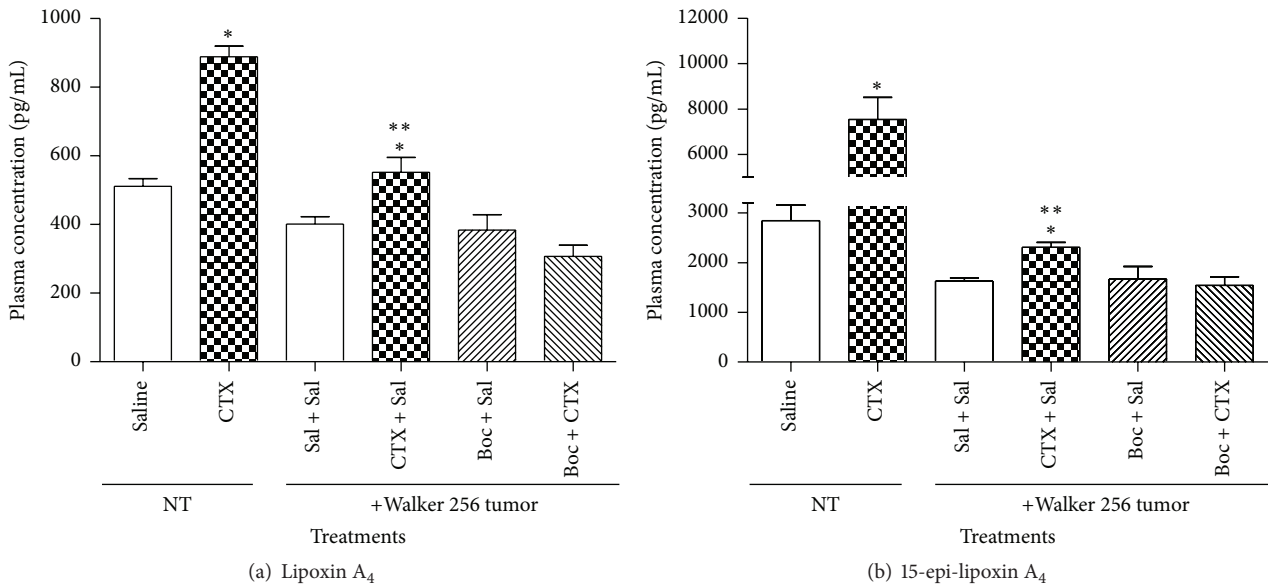 Plasma concentration (pg/mL)
1000
800
600
400
200
0
*
**
*
Saline
CTX
Sal + Sal
CTX + Sal
Boc + Sal
Boc + CTX
NT
+Walker 256 tumor
Treatments
(a) Lipoxin A4
Plasma concentration (pg/mL)
12000
10000
8000
6000
3000
2000
1000
0
*
**
*
Saline
CTX
Sal + Sal
CTX + Sal
Boc + Sal
Boc + CTX
NT
+Walker 256 tumor
Treatments
(b) 15-epi-lipoxin A4